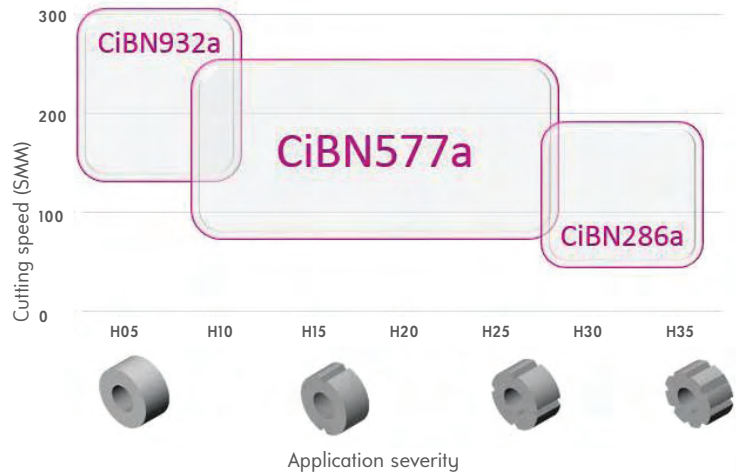 300
CiBN932a
200
CiBN577a
100
CiBN286a
Cutting speed (SMM)
0
H05 H10 H15 H20 H25 H30 H35
Application severity